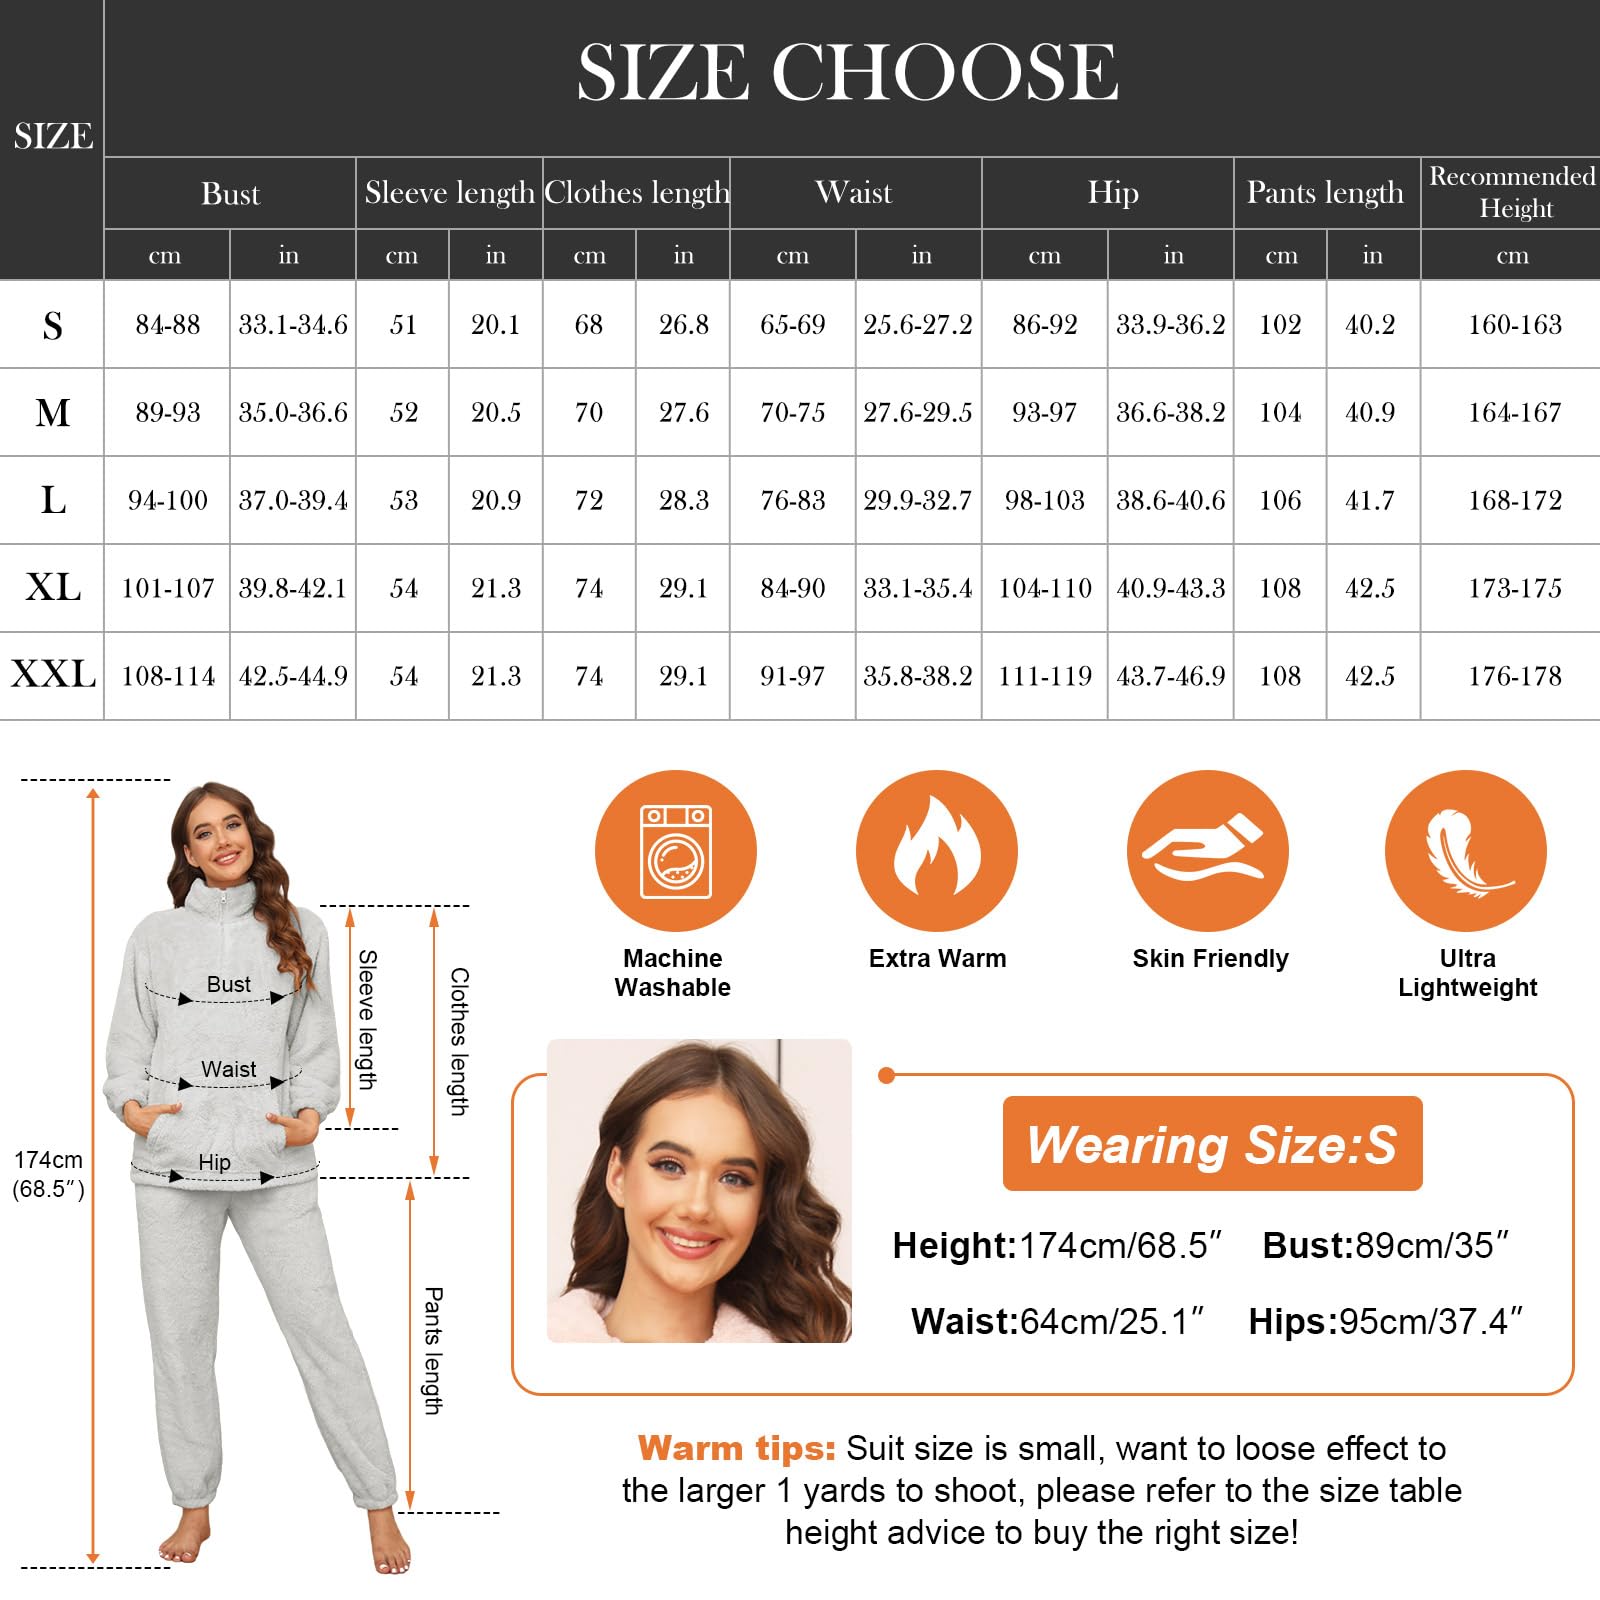 SIZE CHOOSE
SIZE
Bust Sleeve length Clothes length Waist Hip Pants length Recommended
Height
cm in cm in cm in cm in cm in cm in cm
S 84-88 33.1-34.6 51 20.1 68 26.8 65-69 25.6-27.2 86-92 33.9-36.2 102 40.2 160-163
M 89-93 35.0-36.6 52 20.5 70 27.6 70-75 27.6-29.5 93-97 36.6-38.2 104 40.9 164-167
L 94-100 37.0-39.4 53 20.9 72 28.3 76-83 29.9-32.7 98-103 38.6-40.6 106 41.7 168-172
XL 101-107 39.8-42.1 54 21.3 74 29.1 84-90 33.1-35.4 104-110 40.9-43.3 108 42.5 173-175
XXL 108-114 42.5-44.9 54 21.3 74 29.1 91-97 35.8-38.2 111-119 43.7-46.9 108 42.5 176-178
174cm
(68.5″)
Bust
Waist
Hip
Sleeve length
Clothes length
Pants length
Machine
Washable
Extra Warm
Skin Friendly
Ultra
Lightweight
Wearing Size:S
Height:174cm/68.5″ Bust:89cm/35″
Waist:64cm/25.1″ Hips:95cm/37.4″
Warm tips: Suit size is small, want to loose effect to
the larger 1 yards to shoot, please refer to the size table
height advice to buy the right size!